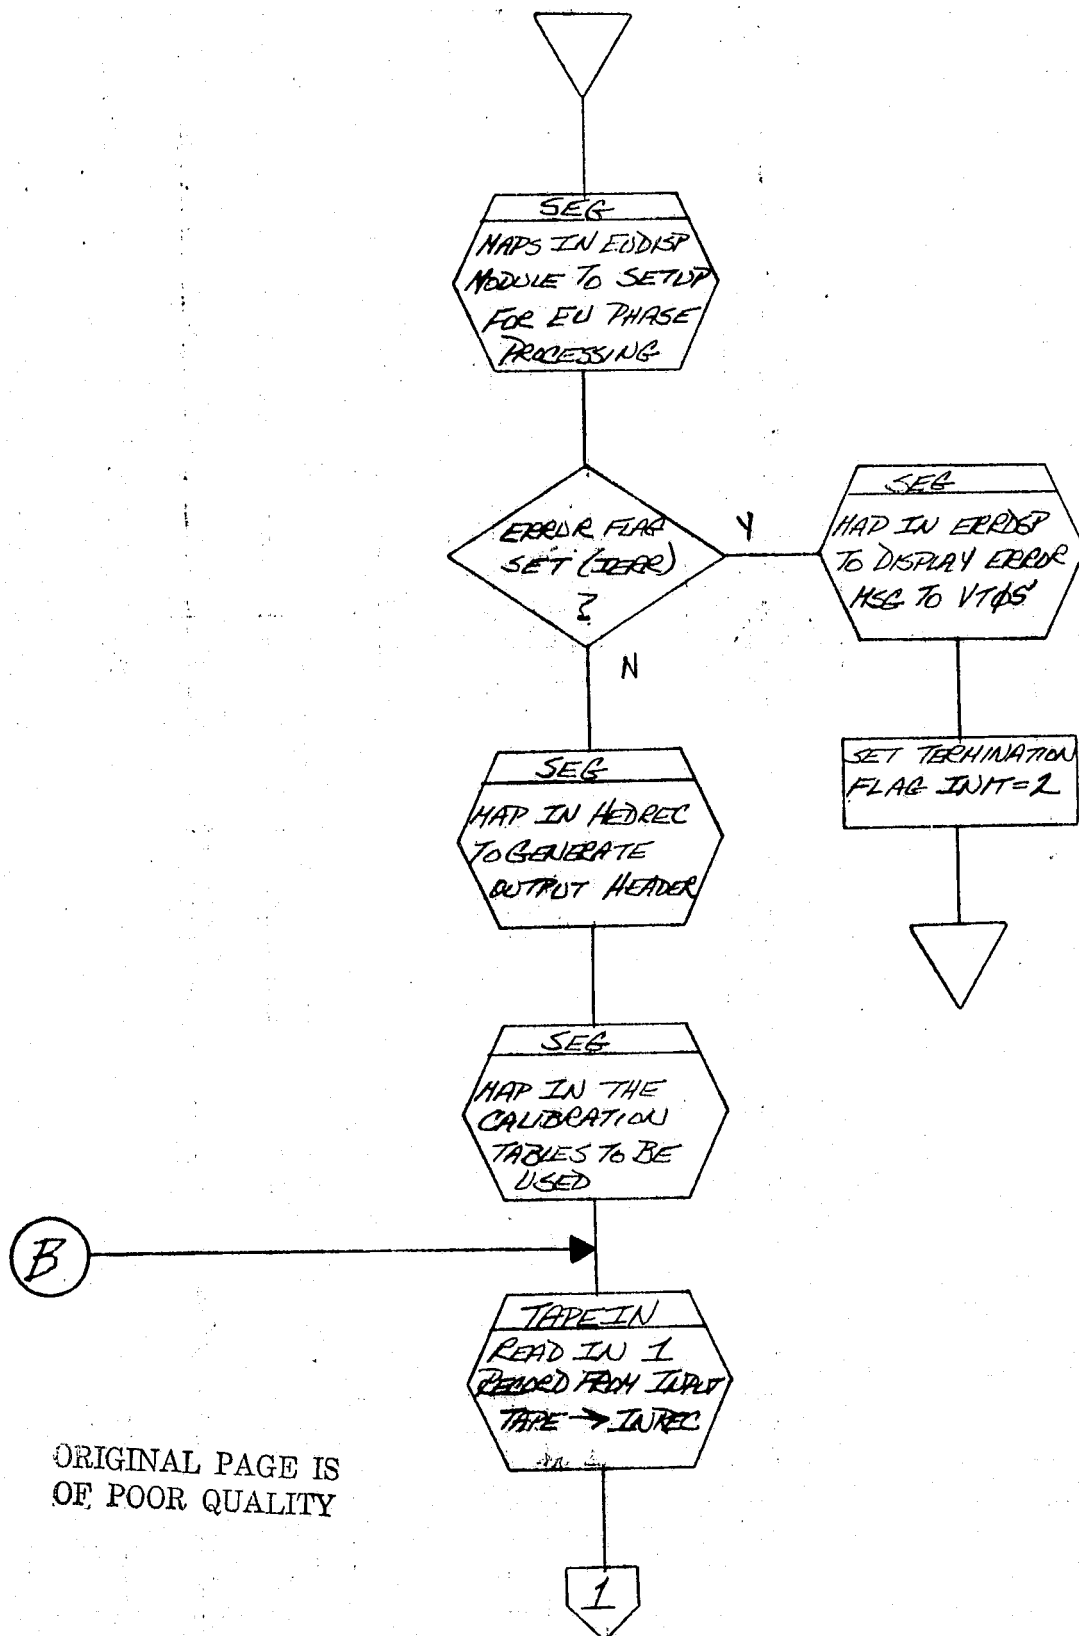 SEG
MAPS IN EUDISP
MODULE TO SETUP
FOR EU PHASE
PROCESSING
ERROR FLAG
SET (IERR)
?
Y
N
SEG
MAP IN ERRDSP
TO DISPLAY ERROR
MSG TO VTØ5
SET TERMINATION
FLAG INIT=2
SEG
MAP IN HEDREC
TO GENERATE
OUTPUT HEADER
SEG
MAP IN THE
CALIBRATION
TABLES TO BE
USED
B
TAPEIN
READ IN 1
RECORD FROM INPUT
TAPE → INREC
ORIGINAL PAGE IS
OF POOR QUALITY
1